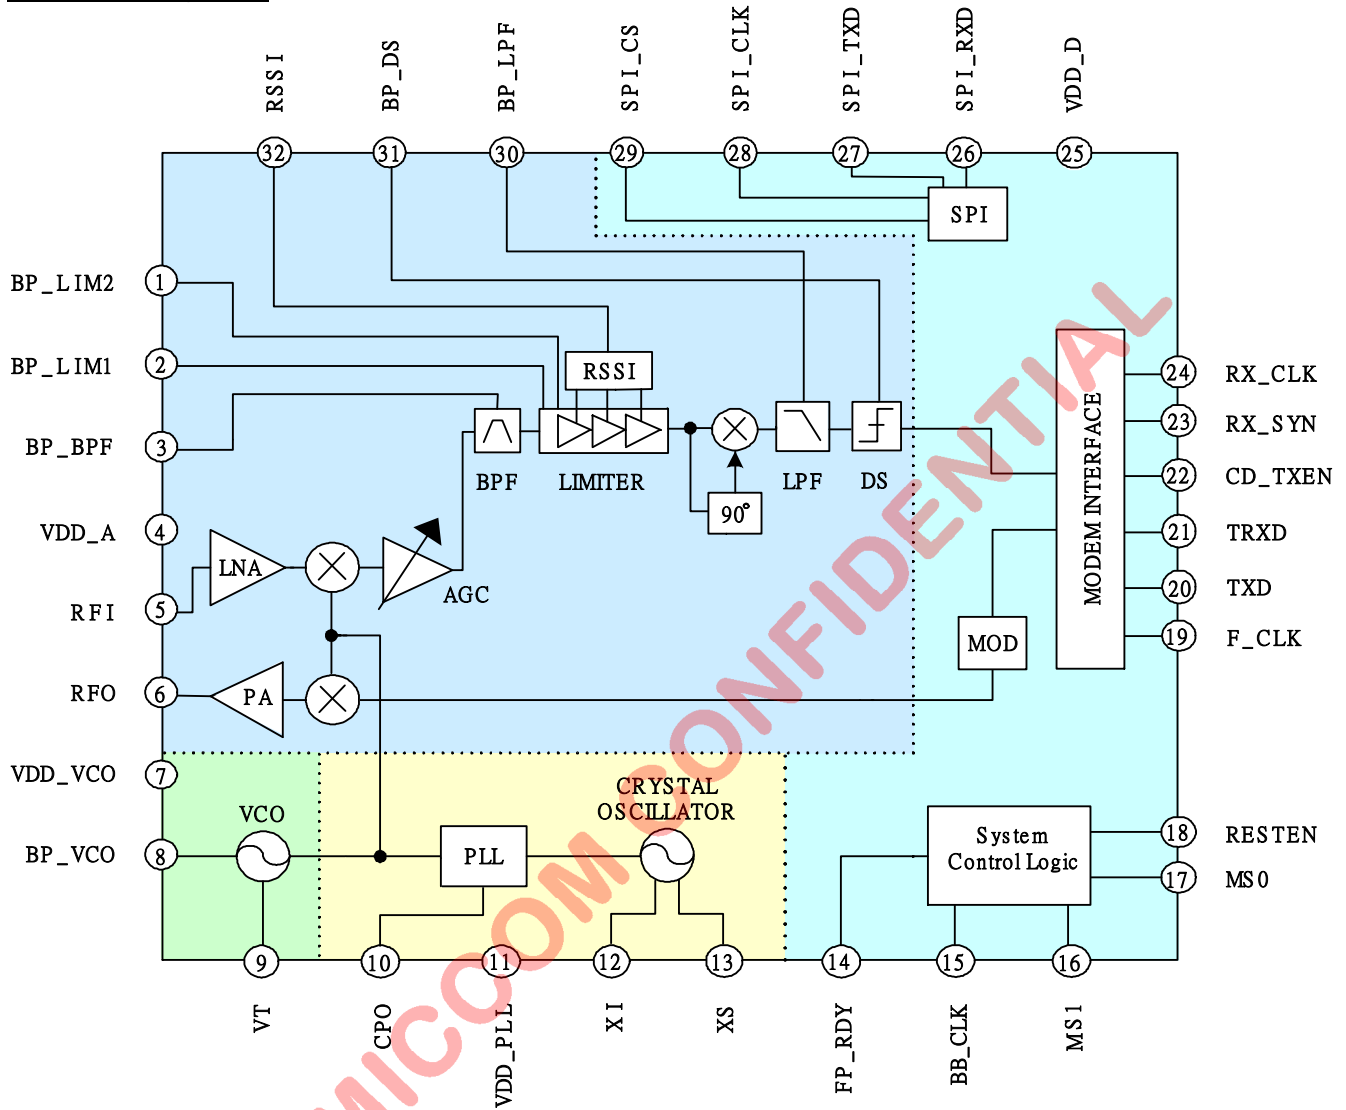 RSSI
BP_DS
BP_LPF
SPI_CS
SPI_CLK
SPI_TXD
SPI_RXD
VDD_D
32
31
30
29
28
27
26
25
SPI
BP_LIM2
1
BP_LIM1
2
BP_BPF
3
VDD_A
4
RFI
5
RFO
6
VDD_VCO
7
BP_VCO
8
RSSI
BPF
LIMITER
90°
LPF
DS
LNA
AGC
PA
MOD
MODEM INTERFACE
24
RX_CLK
23
RX_SYN
22
CD_TXEN
21
TRXD
20
TXD
19
F_CLK
VCO
PLL
CRYSTAL
OSCILLATOR
System
Control Logic
18
RESTEN
17
MS0
9
10
11
12
13
14
15
16
VT
CPO
VDD_PLL
XI
XS
FP_RDY
BB_CLK
MS1
MICCOM CONFIDENTIAL